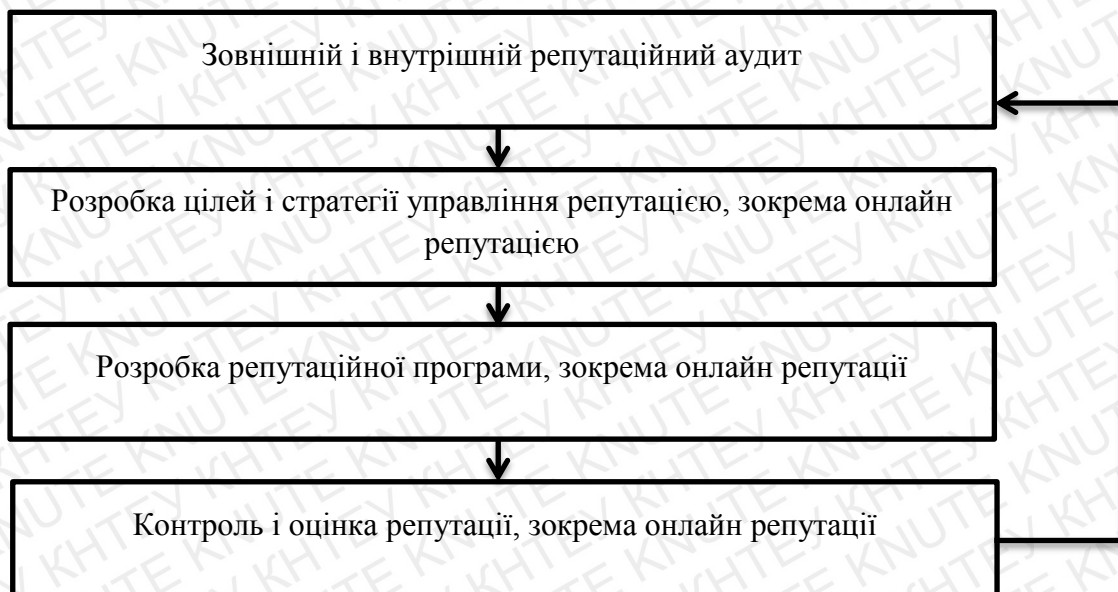 Зовнішній і внутрішній репутаційний аудит
Розробка цілей і стратегії управління репутацією, зокрема онлайн
репутацією
Розробка репутаційної програми, зокрема онлайн репутації
Контроль і оцінка репутації, зокрема онлайн репутації